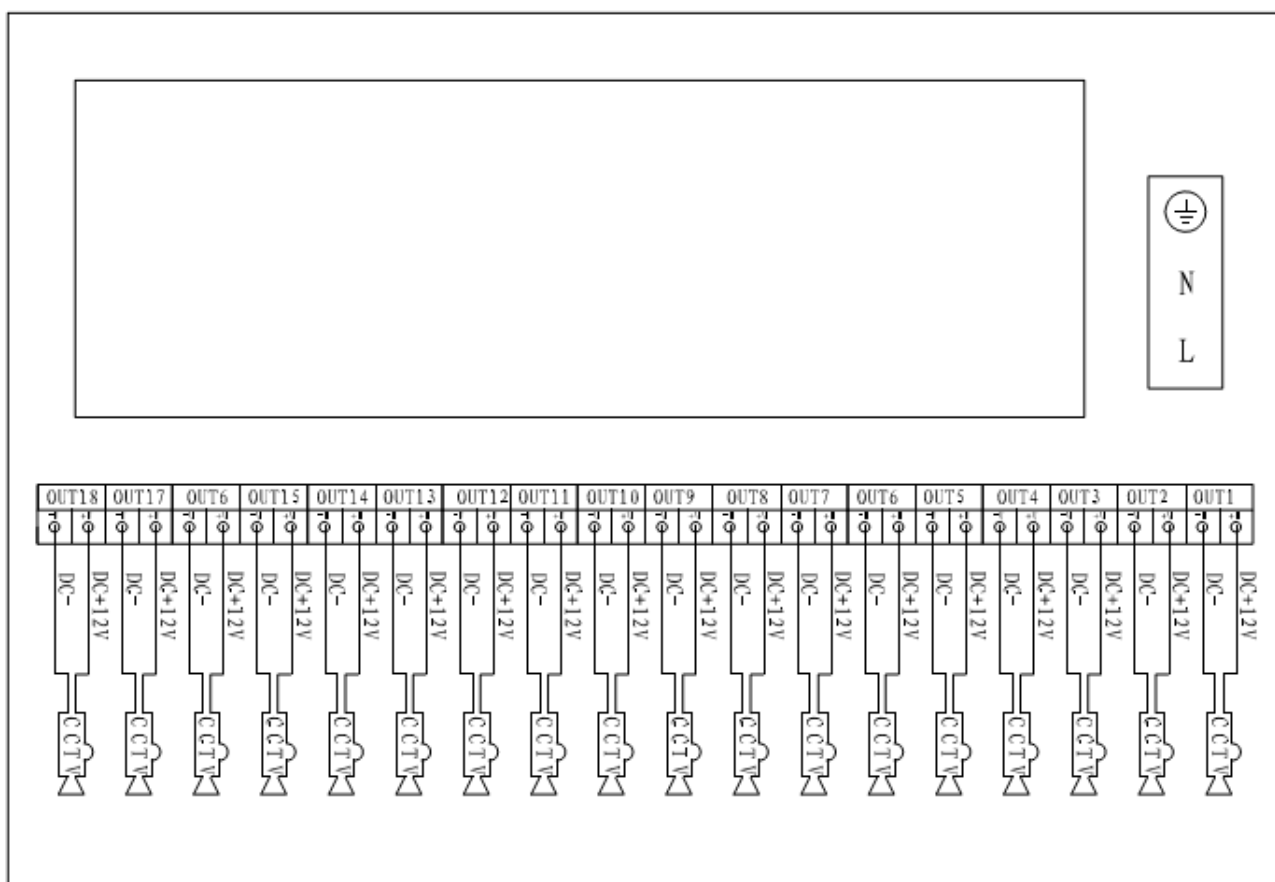 N
L
OUT18 OUT17 OUT6 OUT15 OUT14 OUT13 OUT12 OUT11 OUT10 OUT9 OUT8 OUT7 OUT6 OUT5 OUT4 OUT3 OUT2 OUT1
- + - + - + - + - + - + - + - + - + - + - + - + - + - + - + - + - + - +
DC- DC+12V DC- DC+12V DC- DC+12V DC- DC+12V DC- DC+12V DC- DC+12V DC- DC+12V DC- DC+12V DC- DC+12V DC- DC+12V DC- DC+12V DC- DC+12V DC- DC+12V DC- DC+12V DC- DC+12V DC- DC+12V DC- DC+12V DC- DC+12V
CCTV CCTV CCTV CCTV CCTV CCTV CCTV CCTV CCTV CCTV CCTV CCTV CCTV CCTV CCTV CCTV CCTV CCTV